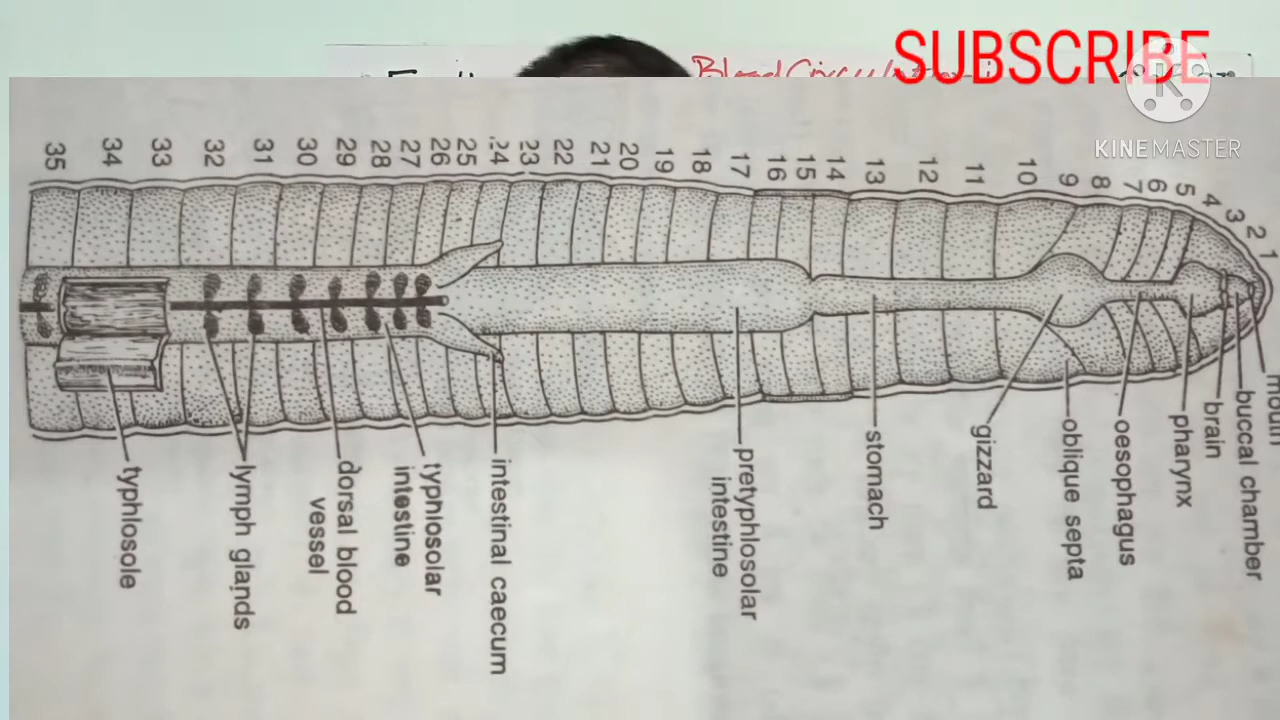 SUBSCRIBE
Blood Circulation i
KINEMASTER
1
2
3
4
5
6
7
8
9
10
11
12
13
14
15
16
17
18
19
20
21
22
23
24
25
26
27
28
29
30
31
32
33
34
35
mouth
buccal chamber
brain
pharynx
oesophagus
oblique septa
gizzard
stomach
pretyphlosolar
intestine
intestinal caecum
typhlosolar
intestine
dorsal blood
vessel
lymph glands
typhlosole